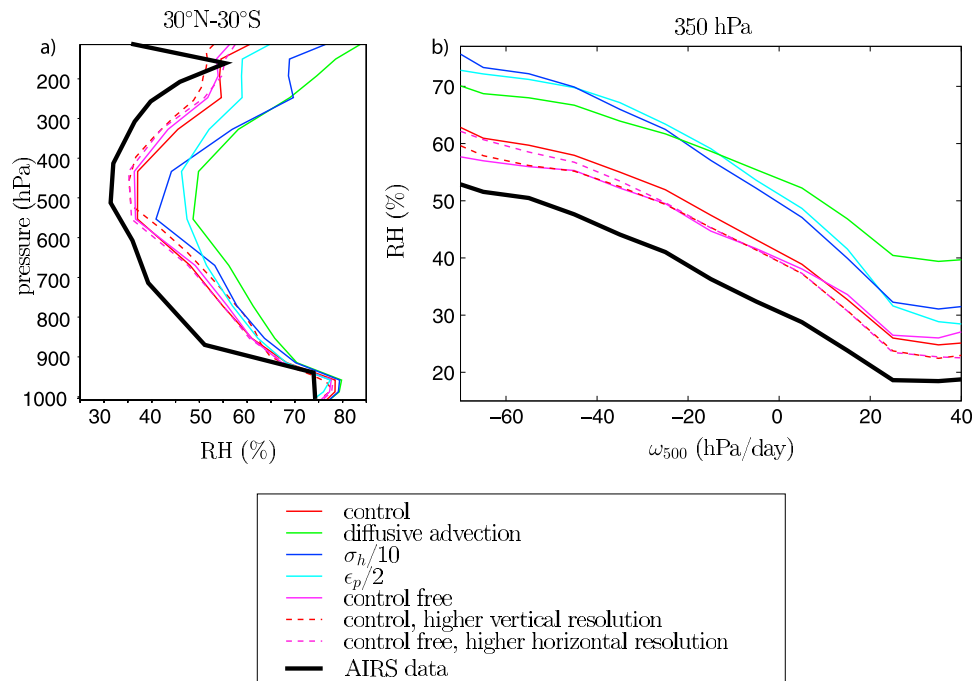 30°N-30°S
350 hPa
a)
b)
200
300
400
500
600
700
800
900
1000
pressure (hPa)
30
40
50
60
70
80
RH (%)
70
60
50
40
30
20
RH (%)
−60
−40
−20
0
20
40
ω500 (hPa/day)
control
diffusive advection
σh/10
ϵp/2
control free
control, higher vertical resolution
control free, higher horizontal resolution
AIRS data